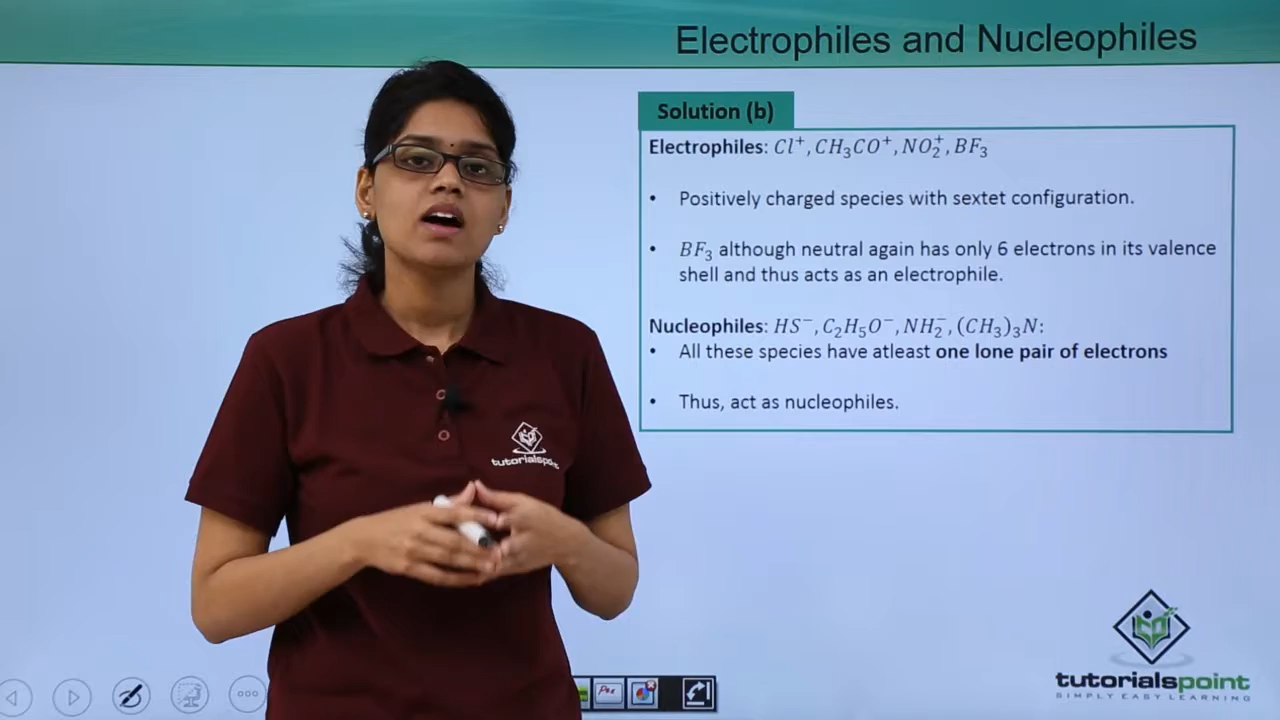 Electrophiles and Nucleophiles
Solution (b)
Electrophiles: Cl⁺, CH₃CO⁺, NO₂⁺, BF₃
• Positively charged species with sextet configuration.
• BF₃ although neutral again has only 6 electrons in its valence
shell and thus acts as an electrophile.
Nucleophiles: HS⁻, C₂H₅O⁻, NH₂⁻, (CH₃)₃N:
• All these species have atleast one lone pair of electrons
• Thus, act as nucleophiles.
tutorialspoint
tutorialspoint
SIMPLY EASY LEARNING